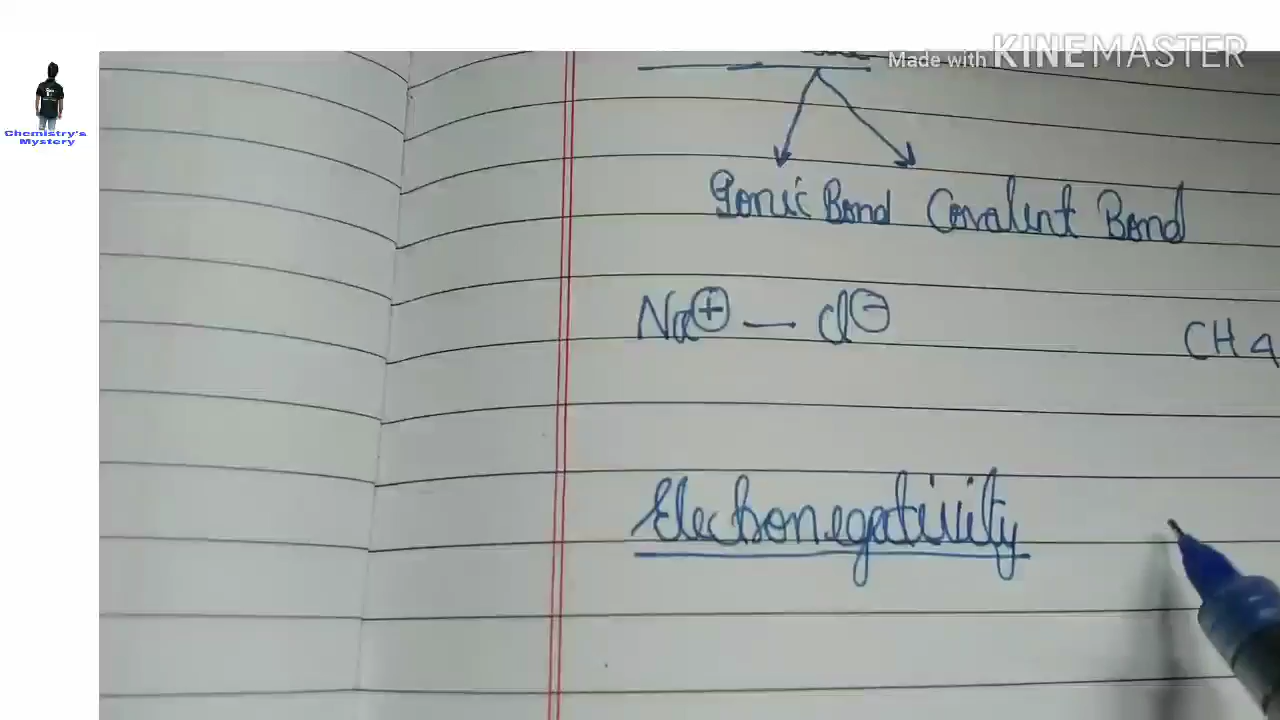 Made with KINEMASTER
Chemistry's
Mystery
Ionic Bond Covalent Bond
Na⊕ — Cl⊖
CH4
Electronegativity